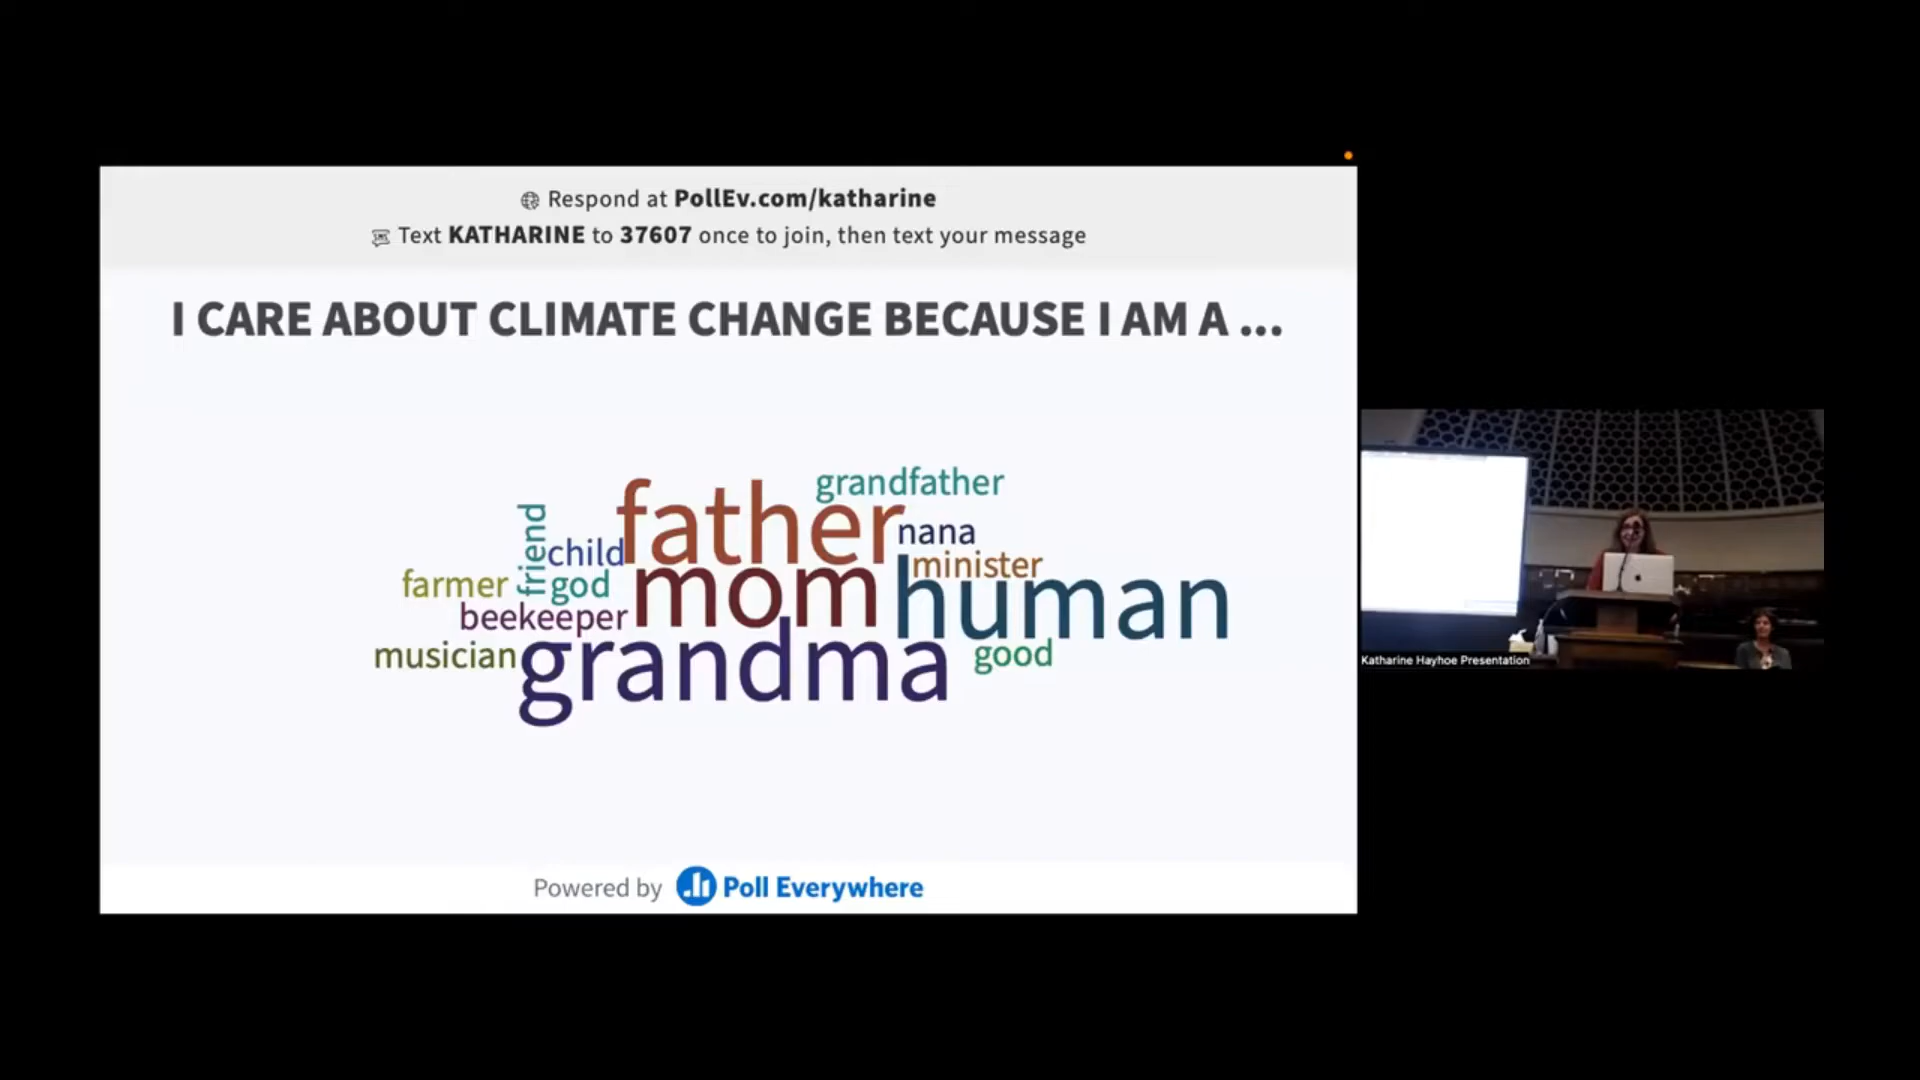 Respond at PollEv.com/katharine
Text KATHARINE to 37607 once to join, then text your message
I CARE ABOUT CLIMATE CHANGE BECAUSE I AM A ...
grandfather
father
friend
nana
child
minister
farmer
god
mom
human
beekeeper
musician
grandma
good
Powered by Poll Everywhere
Katharine Hayhoe Presentation